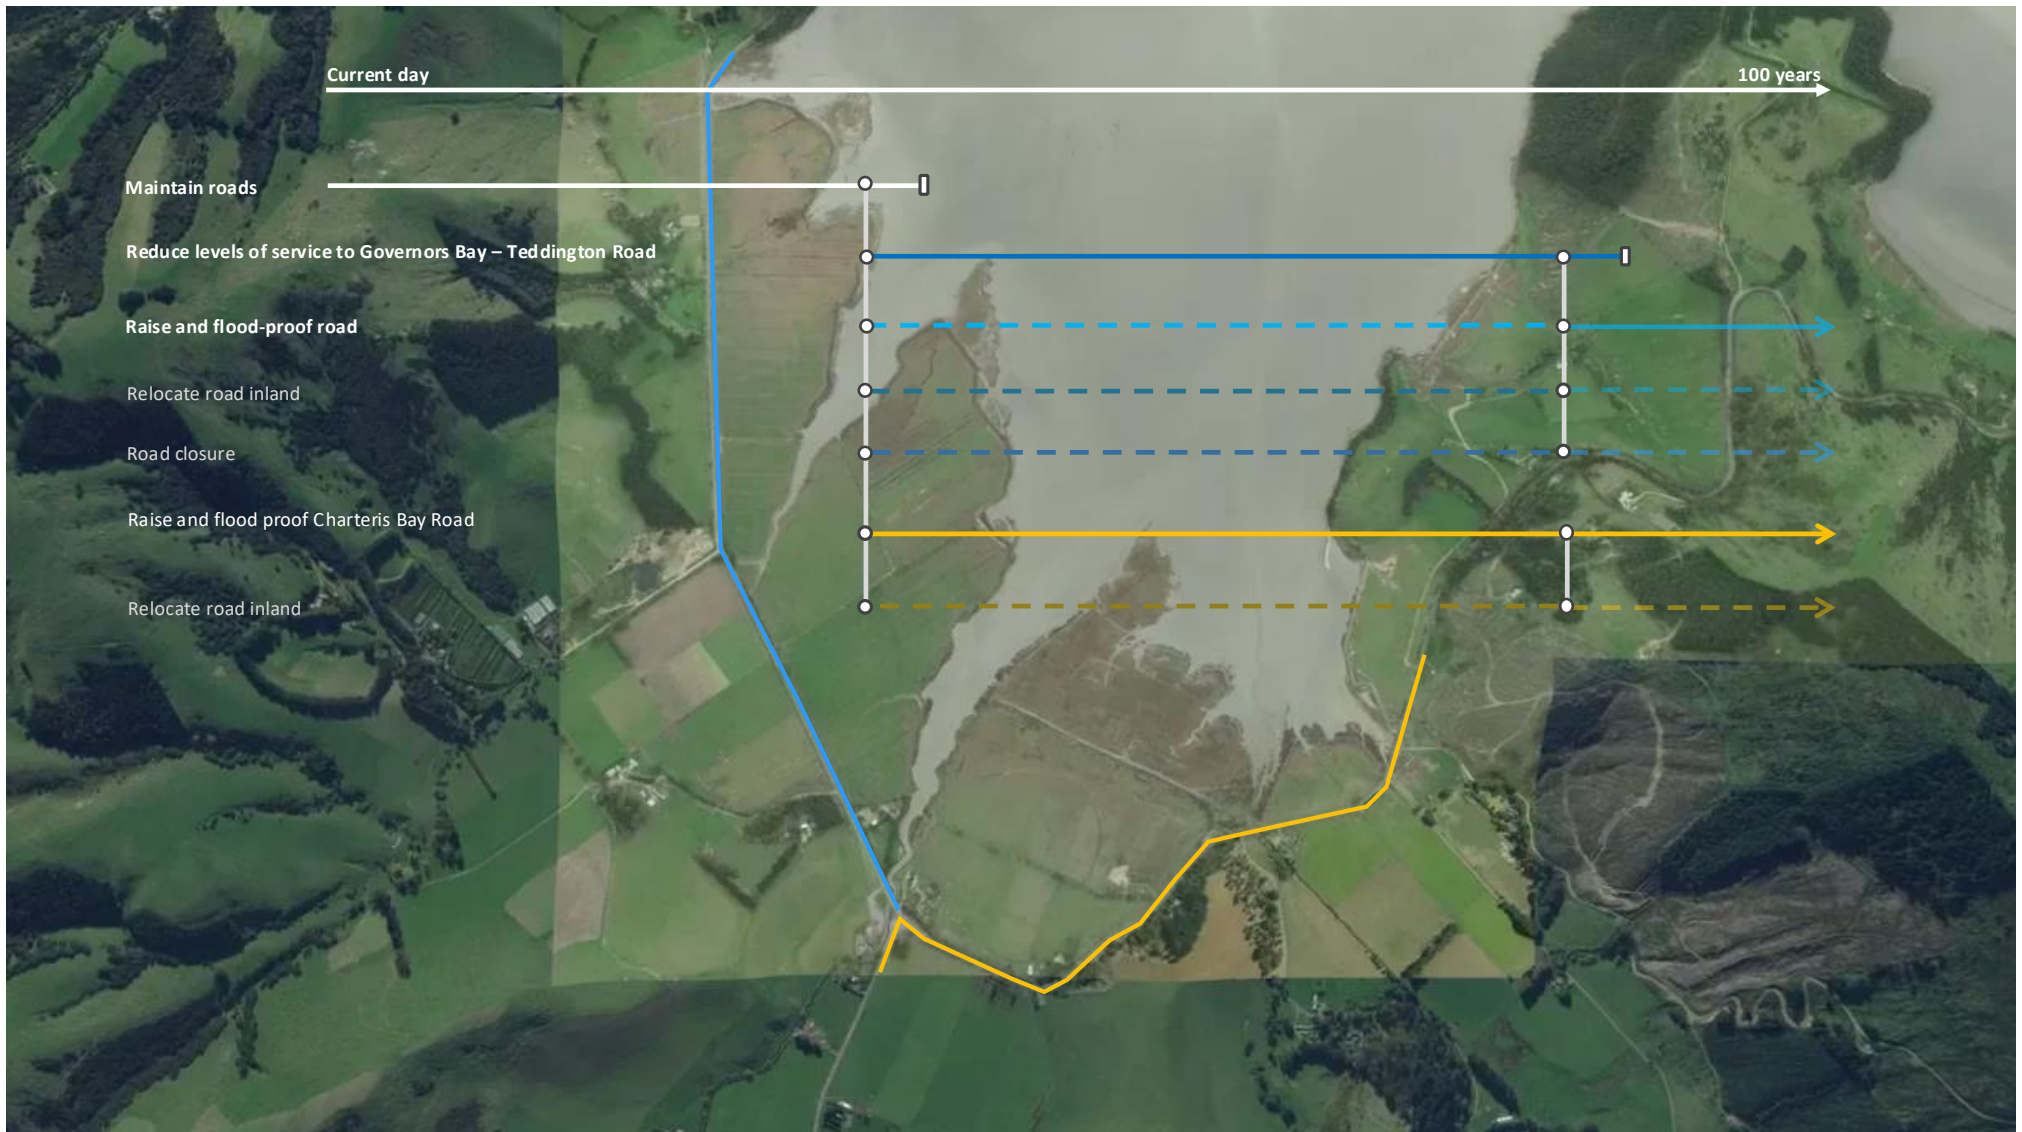 Current day
100 years
Maintain roads
Reduce levels of service to Governors Bay – Teddington Road
Raise and flood-proof road
Relocate road inland
Road closure
Raise and flood proof Charteris Bay Road
Relocate road inland